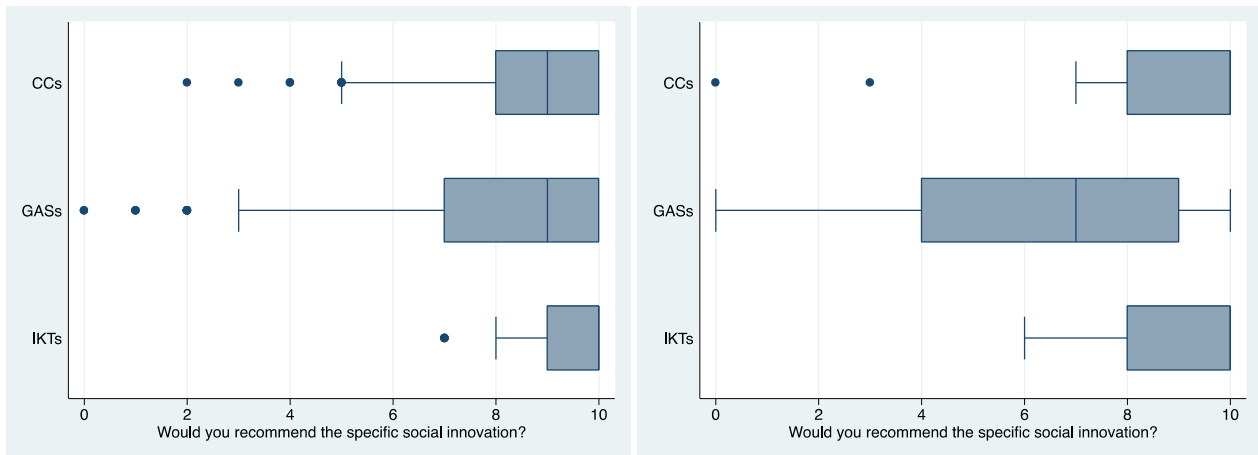 CCs
GASs
IKTs
0 2 4 6 8 10
Would you recommend the specific social innovation?
CCs
GASs
IKTs
0 2 4 6 8 10
Would you recommend the specific social innovation?